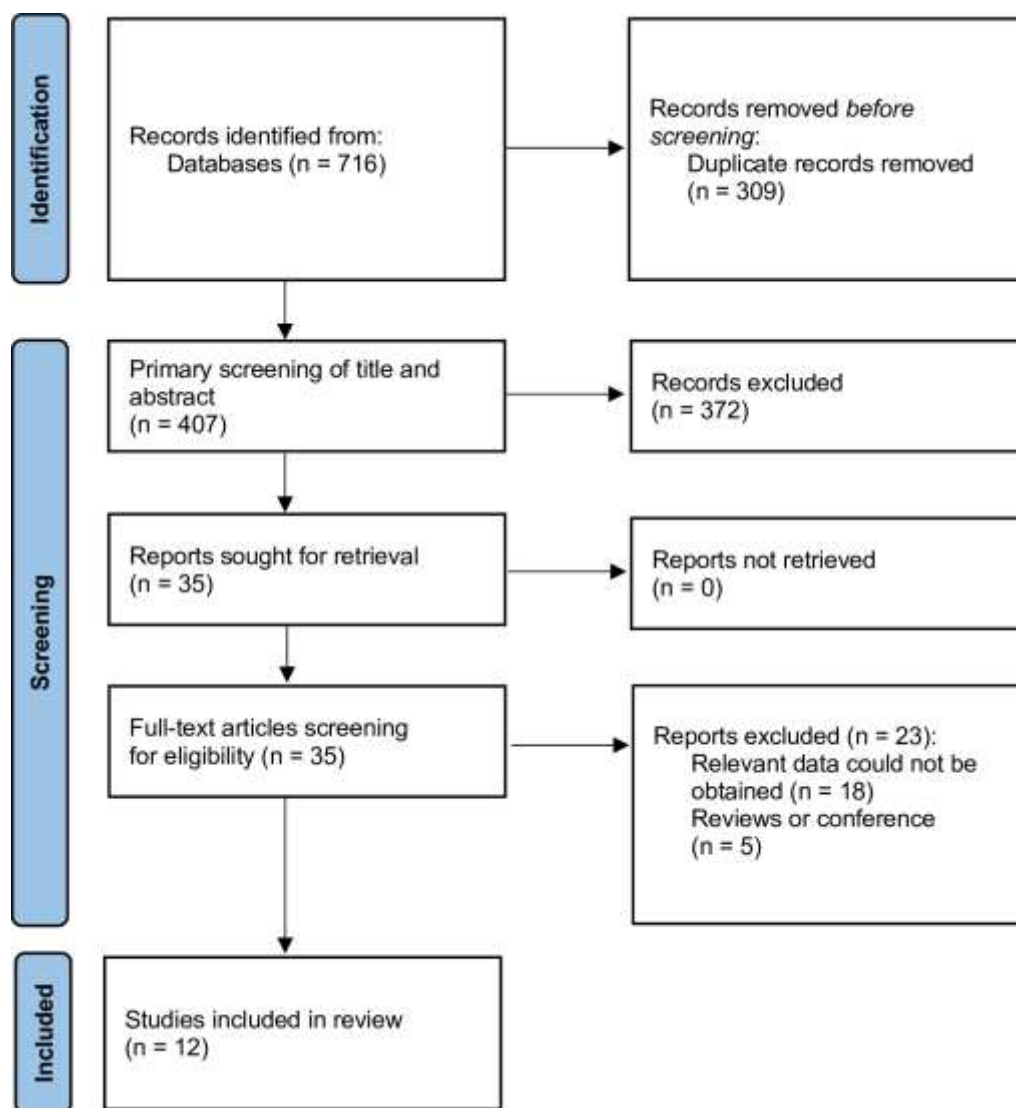 Identification
Records identified from:
Databases (n = 716)
Records removed before
screening:
Duplicate records removed
(n = 309)
Screening
Primary screening of title and
abstract
(n = 407)
Records excluded
(n = 372)
Reports sought for retrieval
(n = 35)
Reports not retrieved
(n = 0)
Full-text articles screening
for eligibility (n = 35)
Reports excluded (n = 23):
Relevant data could not be
obtained (n = 18)
Reviews or conference
(n = 5)
Included
Studies included in review
(n = 12)